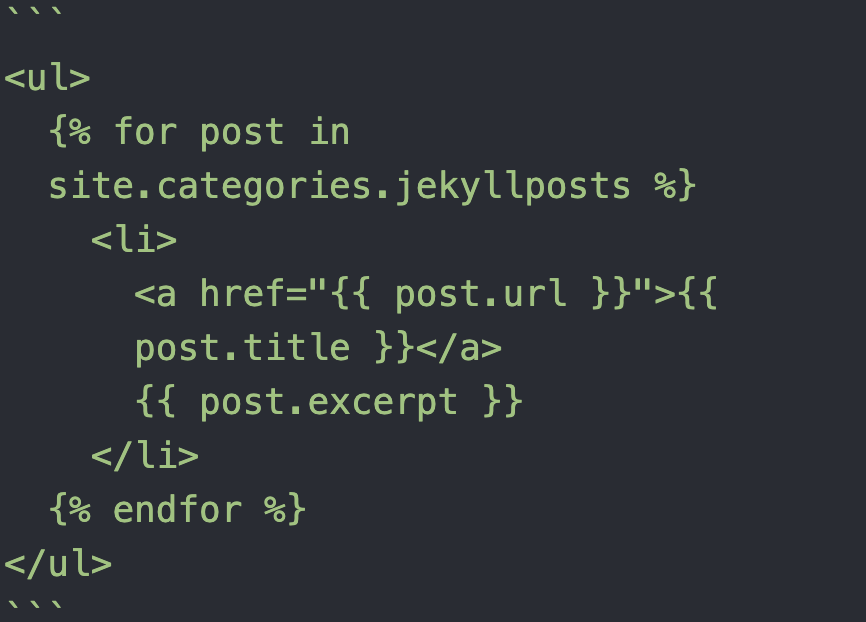 ```
<ul>
  {% for post in
  site.categories.jekyllposts %}
    <li>
      <a href="{{ post.url }}">{{
      post.title }}</a>
      {{ post.excerpt }}
    </li>
  {% endfor %}
</ul>
```